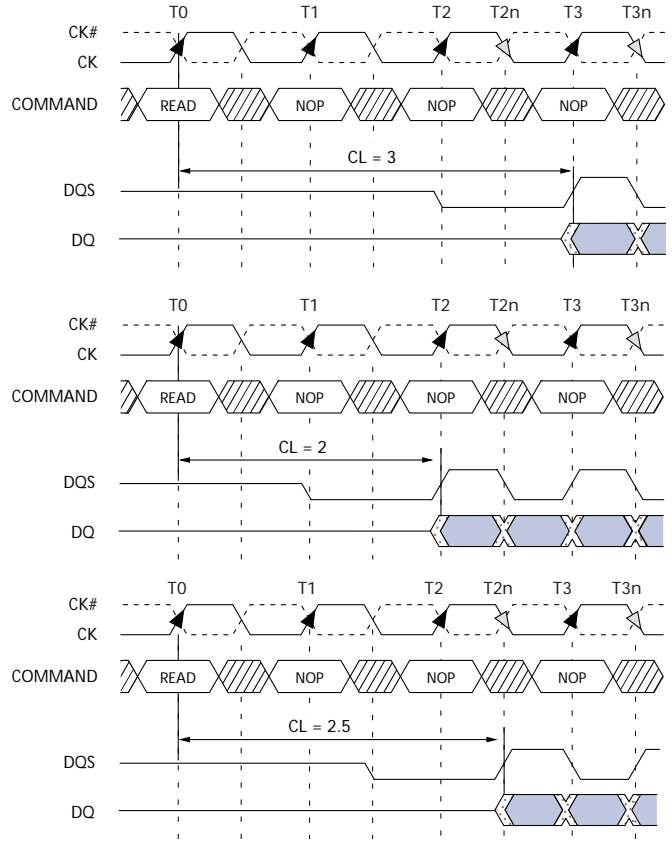 T0 T1 T2 T2n T3 T3n
CK#
CK
COMMAND READ NOP NOP NOP
CL = 3
DQS
DQ
T0 T1 T2 T2n T3 T3n
CK#
CK
COMMAND READ NOP NOP NOP
CL = 2
DQS
DQ
T0 T1 T2 T2n T3 T3n
CK#
CK
COMMAND READ NOP NOP NOP
CL = 2.5
DQS
DQ